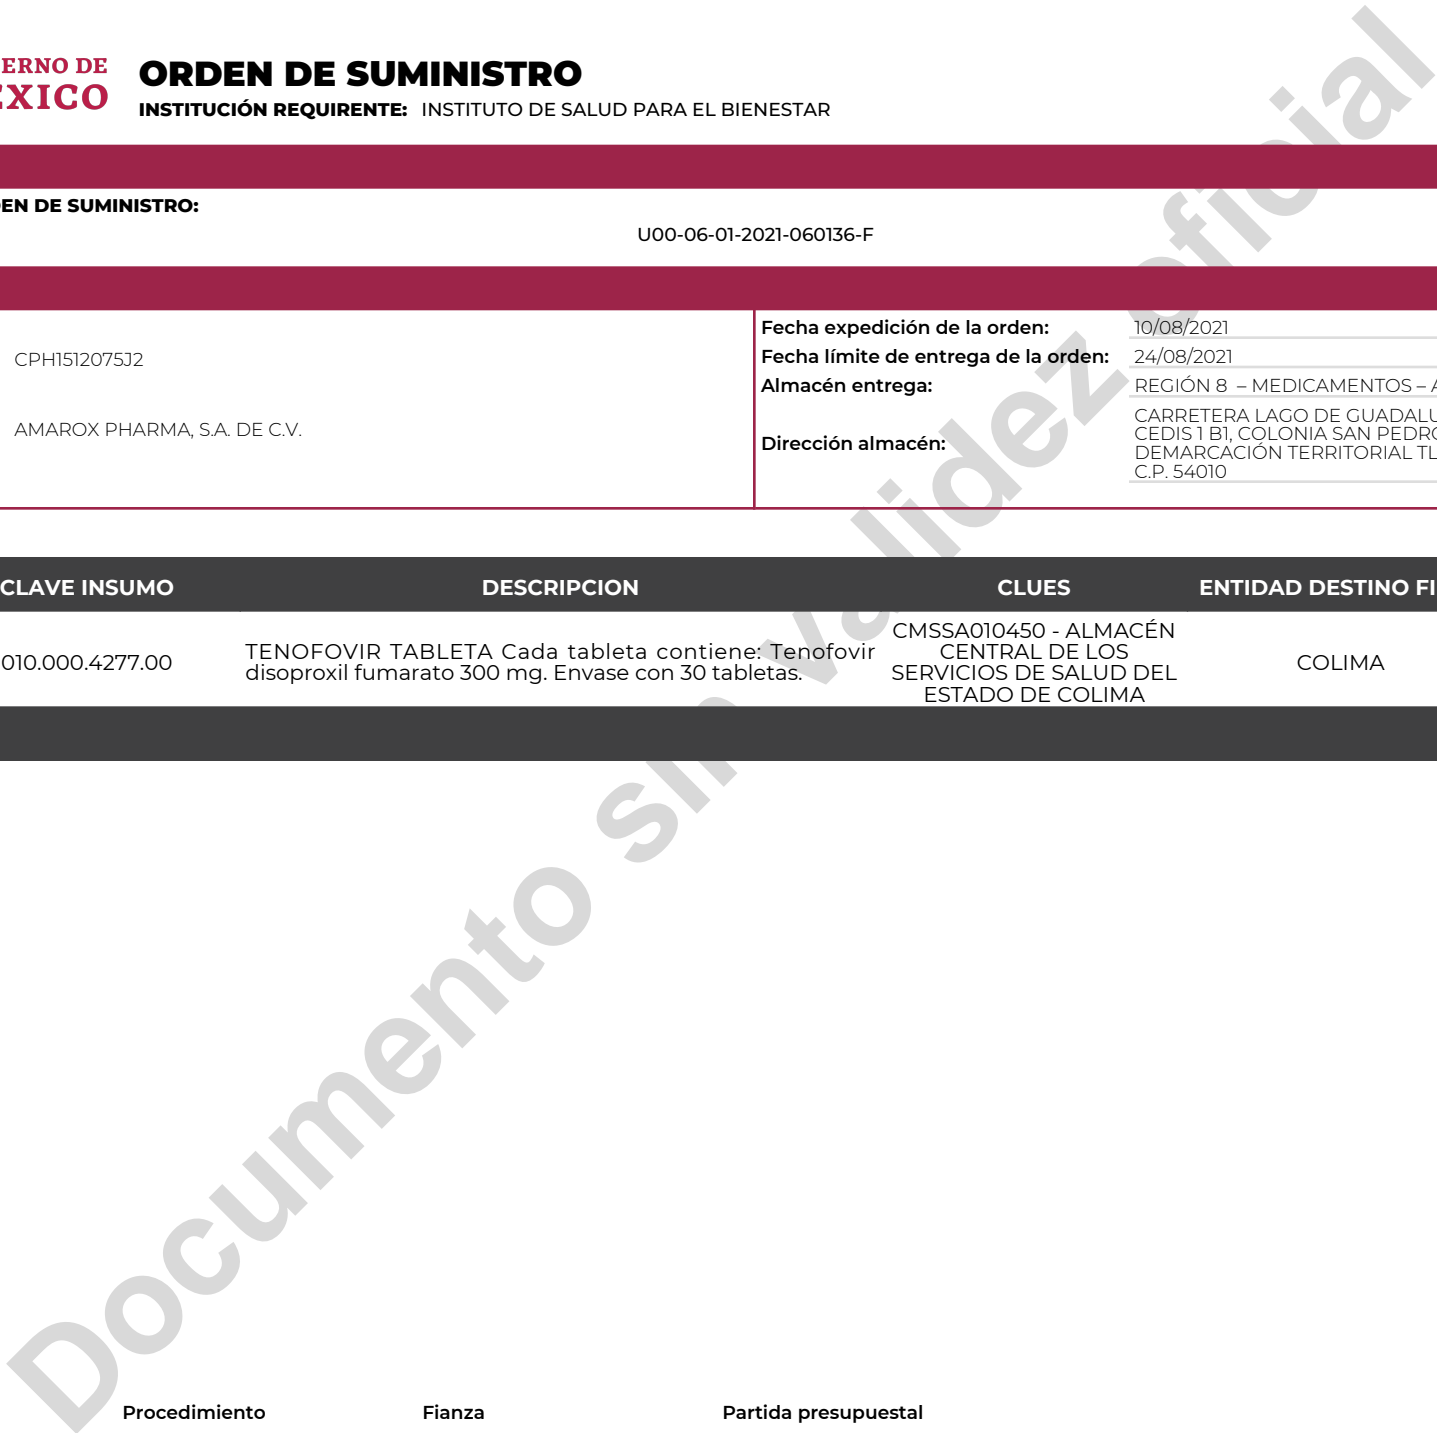 ERNO DE
ÉXICO
ORDEN DE SUMINISTRO
INSTITUCIÓN REQUIRENTE: INSTITUTO DE SALUD PARA EL BIENESTAR
EN DE SUMINISTRO:
U00-06-01-2021-060136-F
CPH1512075J2
AMAROX PHARMA, S.A. DE C.V.
Fecha expedición de la orden: 10/08/2021
Fecha límite de entrega de la orden: 24/08/2021
Almacén entrega: REGIÓN 8 – MEDICAMENTOS –
Dirección almacén:
CARRETERA LAGO DE GUADALU
CEDIS 1 B1, COLONIA SAN PEDRO
DEMARCACIÓN TERRITORIAL TL
C.P. 54010
CLAVE INSUMO DESCRIPCION CLUES ENTIDAD DESTINO FI
010.000.4277.00
TENOFOVIR TABLETA Cada tableta contiene: Tenofovir
disoproxil fumarato 300 mg. Envase con 30 tabletas.
CMSSA010450 - ALMACÉN
CENTRAL DE LOS
SERVICIOS DE SALUD DEL
ESTADO DE COLIMA
COLIMA
Documento sin validez oficial
Procedimiento Fianza Partida presupuestal